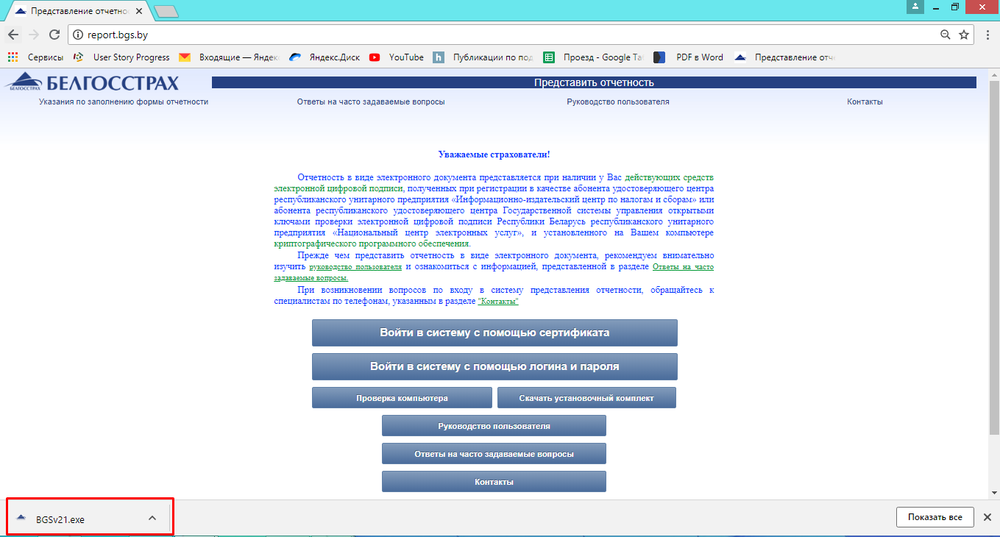 Представление отчетно
report.bgs.by
Сервисы User Story Progress Входящие — Яндек Яндекс.Диск YouTube Публикации по под Проезд - Google Та PDF в Word Представление отч
БЕЛГОССТРАХ БЕЛГОССТРАХ Представить отчетность
Указания по заполнению формы отчетности Ответы на часто задаваемые вопросы Руководство пользователя Контакты
Уважаемые страхователи!
Отчетность в виде электронного документа представляется при наличии у Вас действующих средств
электронной цифровой подписи, полученных при регистрации в качестве абонента удостоверяющего центра
республиканского унитарного предприятия «Информационно-издательский центр по налогам и сборам» или
абонента республиканского удостоверяющего центра Государственной системы управления открытыми
ключами проверки электронной цифровой подписи Республики Беларусь республиканского унитарного
предприятия «Национальный центр электронных услуг», и установленного на Вашем компьютере
криптографического программного обеспечения.
Прежде чем представить отчетность в виде электронного документа, рекомендуем внимательно
изучить руководство пользователя и ознакомиться с информацией, представленной в разделе Ответы на часто
задаваемые вопросы.
При возникновении вопросов по входу в систему представления отчетности, обращайтесь к
специалистам по телефонам, указанным в разделе "Контакты"
Войти в систему с помощью сертификата
Войти в систему с помощью логина и пароля
Проверка компьютера Скачать установочный комплект
Руководство пользователя
Ответы на часто задаваемые вопросы
Контакты
BGSv21.exe Показать все